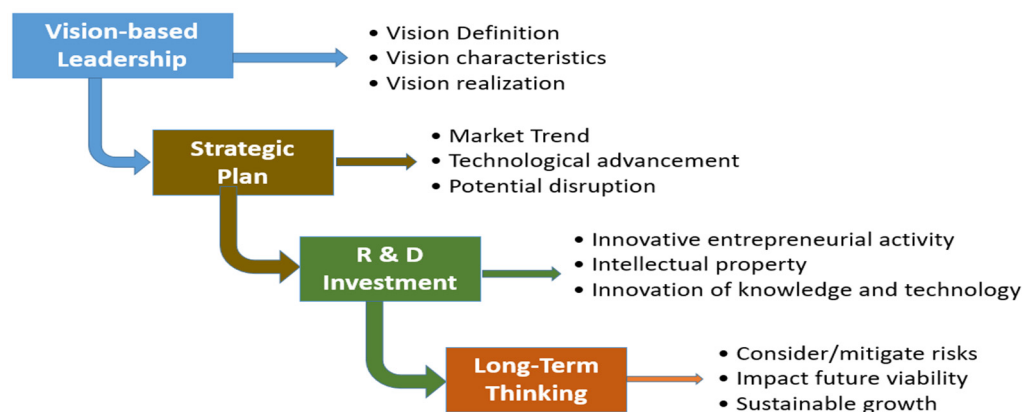 Vision-based
Leadership
• Vision Definition
• Vision characteristics
• Vision realization
Strategic
Plan
• Market Trend
• Technological advancement
• Potential disruption
R & D
Investment
• Innovative entrepreneurial activity
• Intellectual property
• Innovation of knowledge and technology
Long-Term
Thinking
• Consider/mitigate risks
• Impact future viability
• Sustainable growth